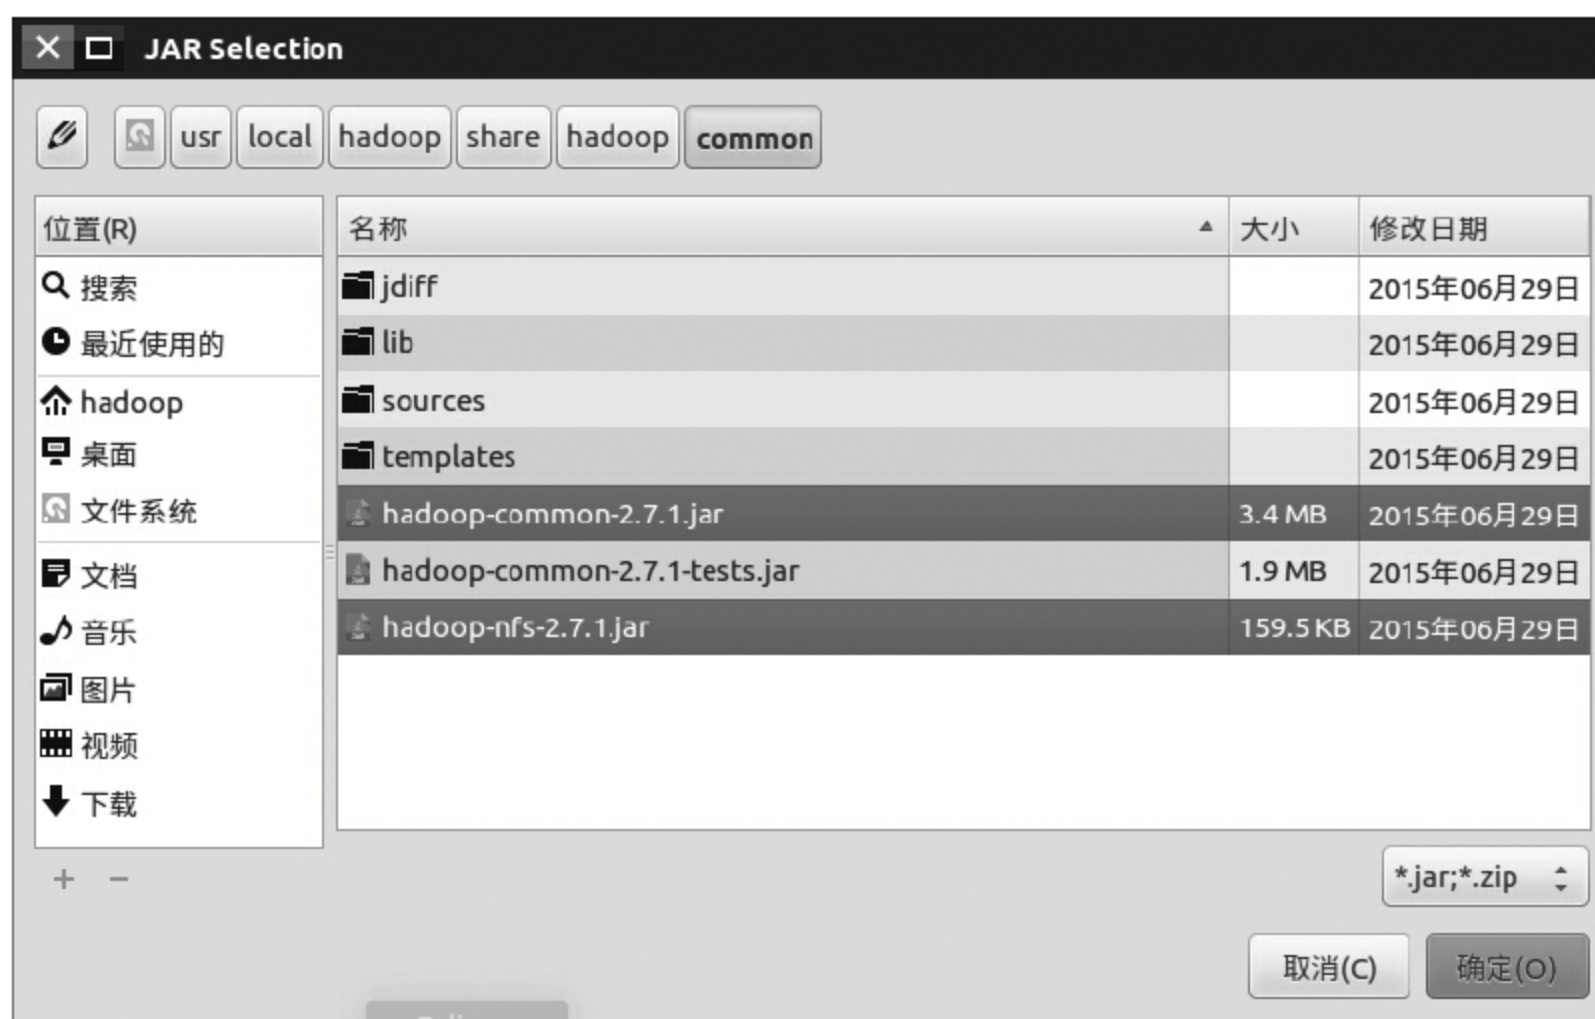 JAR Selection
usr local hadoop share hadoop common
位置(R)
搜索
最近使用的
hadoop
桌面
文件系统
文档
音乐
图片
视频
下载
名称 大小 修改日期
jdiff 2015年06月29日
lib 2015年06月29日
sources 2015年06月29日
templates 2015年06月29日
hadoop-common-2.7.1.jar 3.4 MB 2015年06月29日
hadoop-common-2.7.1-tests.jar 1.9 MB 2015年06月29日
hadoop-nfs-2.7.1.jar 159.5 KB 2015年06月29日
*.jar;*.zip
取消(C) 确定(O)